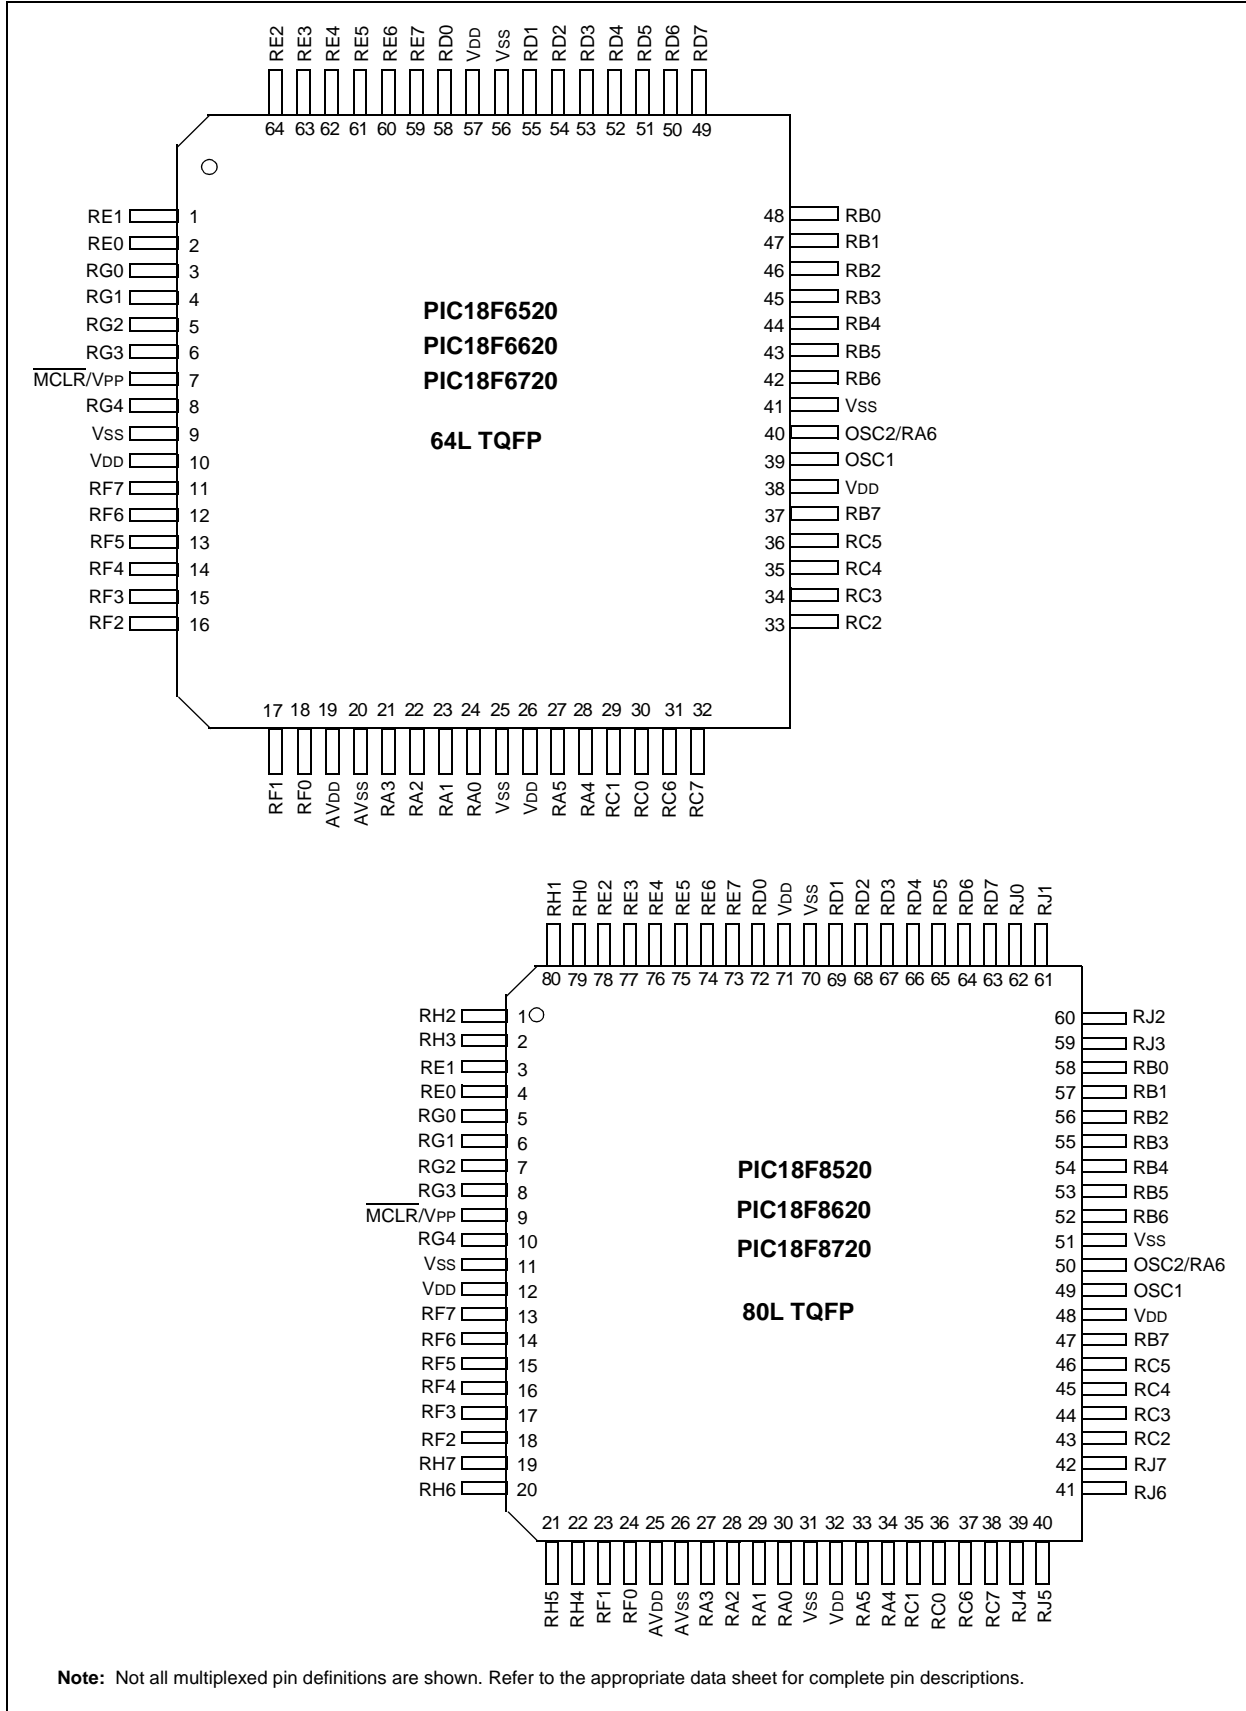 RE2 RE3 RE4 RE5 RE6 RE7 RD0 VDD VSS RD1 RD2 RD3 RD4 RD5 RD6 RD7
64 63 62 61 60 59 58 57 56 55 54 53 52 51 50 49
RE1 1 48 RB0
RE0 2 47 RB1
RG0 3 46 RB2
RG1 4 45 RB3
RG2 5 44 RB4
RG3 6 43 RB5
MCLR/VPP 7 42 RB6
RG4 8 41 VSS
VSS 9 40 OSC2/RA6
VDD 10 39 OSC1
RF7 11 38 VDD
RF6 12 37 RB7
RF5 13 36 RC5
RF4 14 35 RC4
RF3 15 34 RC3
RF2 16 33 RC2
PIC18F6520
PIC18F6620
PIC18F6720
64L TQFP
17 18 19 20 21 22 23 24 25 26 27 28 29 30 31 32
RF1 RF0 AVDD AVSS RA3 RA2 RA1 RA0 VSS VDD RA5 RA4 RC1 RC0 RC6 RC7
RH1 RH0 RE2 RE3 RE4 RE5 RE6 RE7 RD0 VDD VSS RD1 RD2 RD3 RD4 RD5 RD6 RD7 RJ0 RJ1
80 79 78 77 76 75 74 73 72 71 70 69 68 67 66 65 64 63 62 61
RH2 1 60 RJ2
RH3 2 59 RJ3
RE1 3 58 RB0
RE0 4 57 RB1
RG0 5 56 RB2
RG1 6 55 RB3
RG2 7 54 RB4
RG3 8 53 RB5
MCLR/VPP 9 52 RB6
RG4 10 51 VSS
VSS 11 50 OSC2/RA6
VDD 12 49 OSC1
RF7 13 48 VDD
RF6 14 47 RB7
RF5 15 46 RC5
RF4 16 45 RC4
RF3 17 44 RC3
RF2 18 43 RC2
RH7 19 42 RJ7
RH6 20 41 RJ6
PIC18F8520
PIC18F8620
PIC18F8720
80L TQFP
21 22 23 24 25 26 27 28 29 30 31 32 33 34 35 36 37 38 39 40
RH5 RH4 RF1 RF0 AVDD AVSS RA3 RA2 RA1 RA0 VSS VDD RA5 RA4 RC1 RC0 RC6 RC7 RJ4 RJ5
Note: Not all multiplexed pin definitions are shown. Refer to the appropriate data sheet for complete pin descriptions.